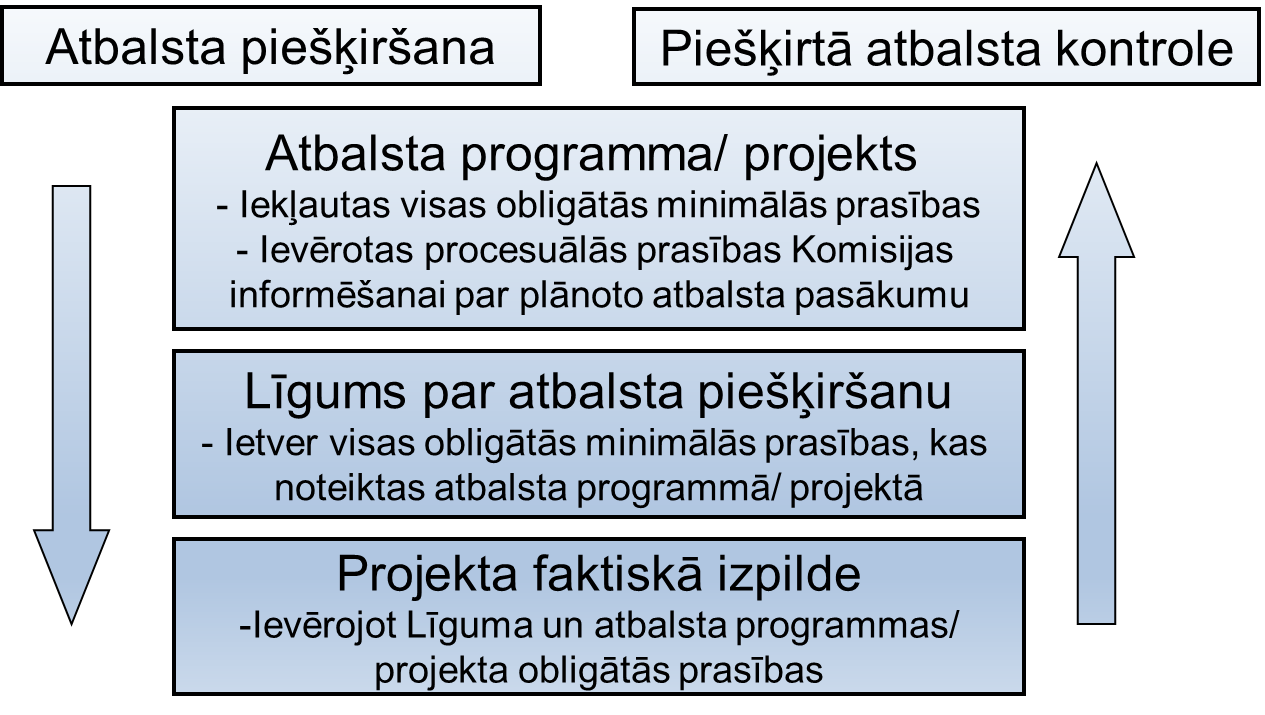 Atbalsta piešķiršana
Piešķirtā atbalsta kontrole
Atbalsta programma/ projekts
- Iekļautas visas obligātās minimālās prasības
- Ievērotas procesuālās prasības Komisijas
informēšanai par plānoto atbalsta pasākumu
Līgums par atbalsta piešķiršanu
- Ietver visas obligātās minimālās prasības, kas
noteiktas atbalsta programmā/ projektā
Projekta faktiskā izpilde
-Ievērojot Līguma un atbalsta programmas/
projekta obligātās prasības